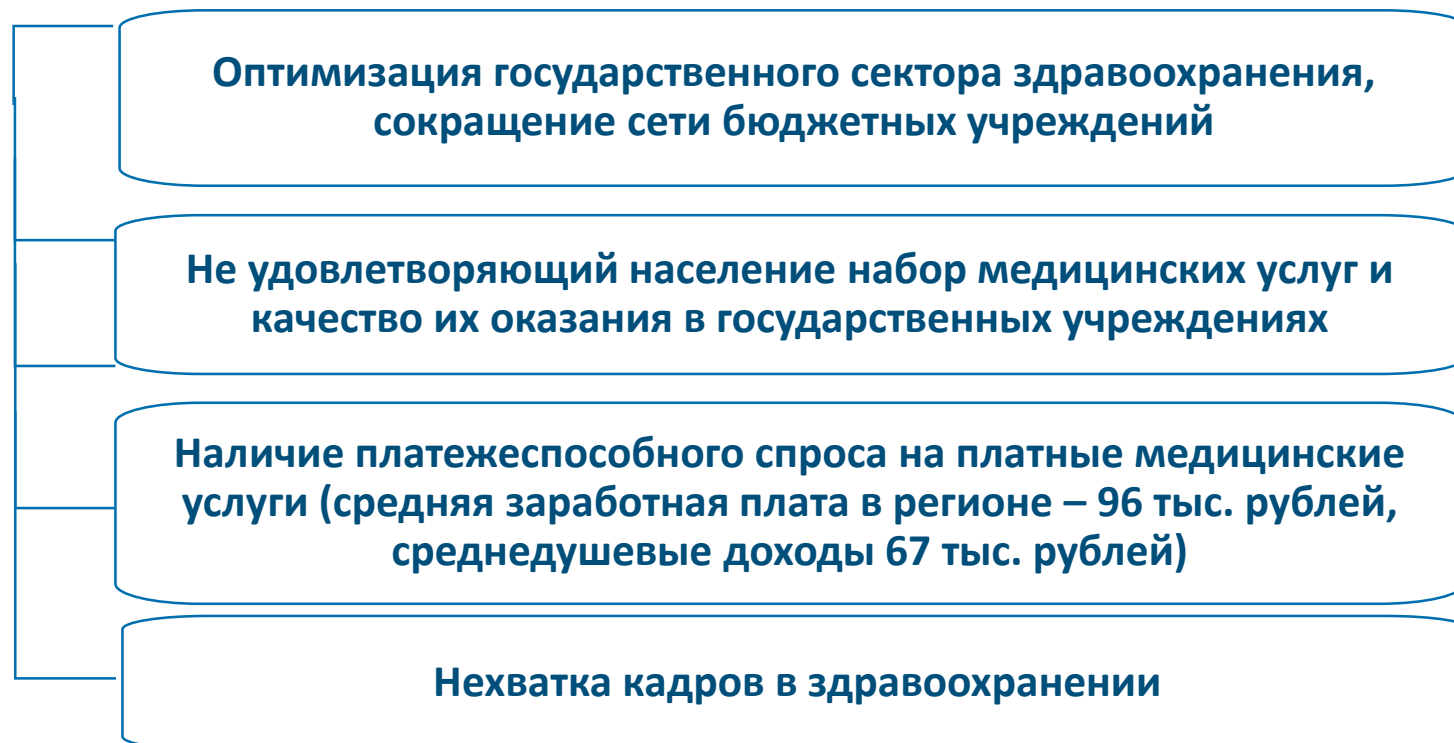 Оптимизация государственного сектора здравоохранения,
сокращение сети бюджетных учреждений
Не удовлетворяющий население набор медицинских услуг и
качество их оказания в государственных учреждениях
Наличие платежеспособного спроса на платные медицинские
услуги (средняя заработная плата в регионе – 96 тыс. рублей,
среднедушевые доходы 67 тыс. рублей)
Нехватка кадров в здравоохранении